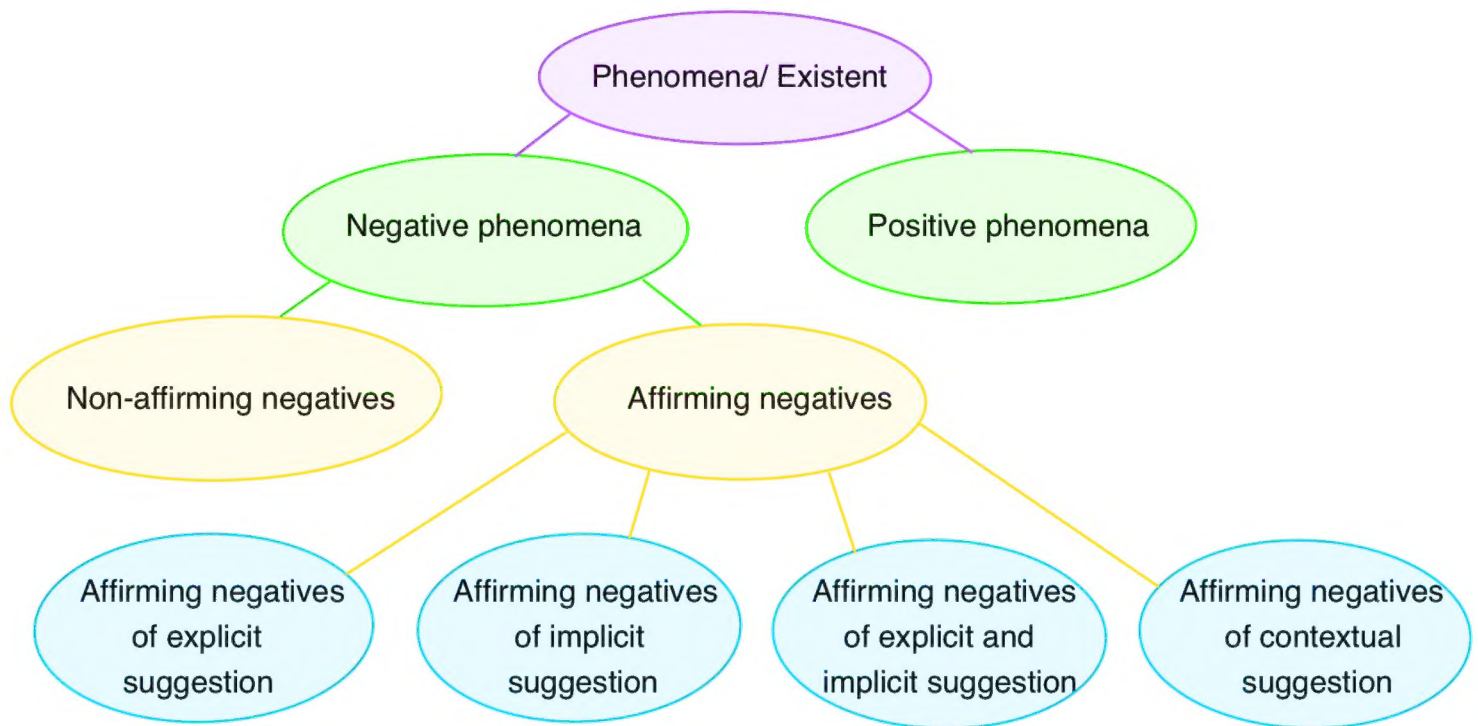 Phenomena/ Existent
Negative phenomena
Positive phenomena
Non-affirming negatives
Affirming negatives
Affirming negatives
of explicit
suggestion
Affirming negatives
of implicit
suggestion
Affirming negatives
of explicit and
implicit suggestion
Affirming negatives
of contextual
suggestion